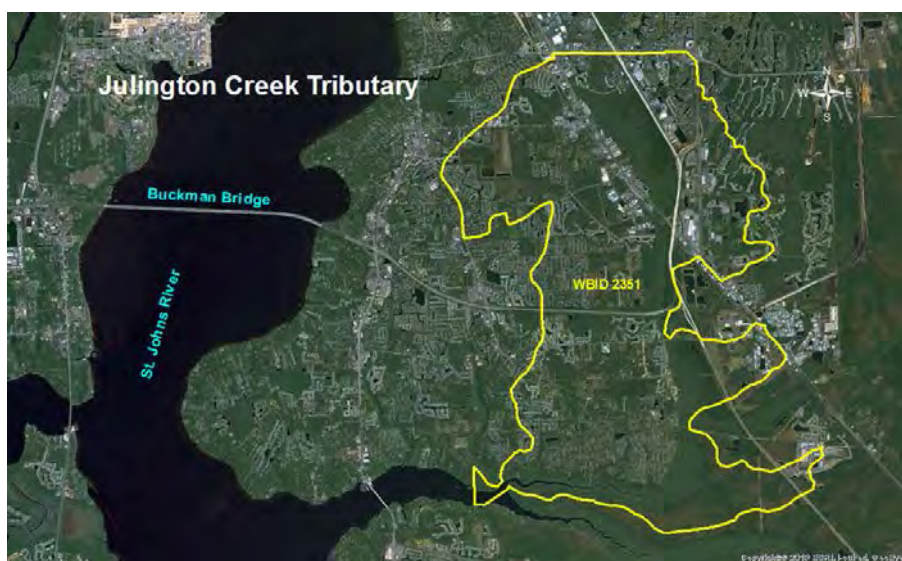 Julington Creek Tributary
N
W E
S
Buckman Bridge
WBID 2351
St. Johns River